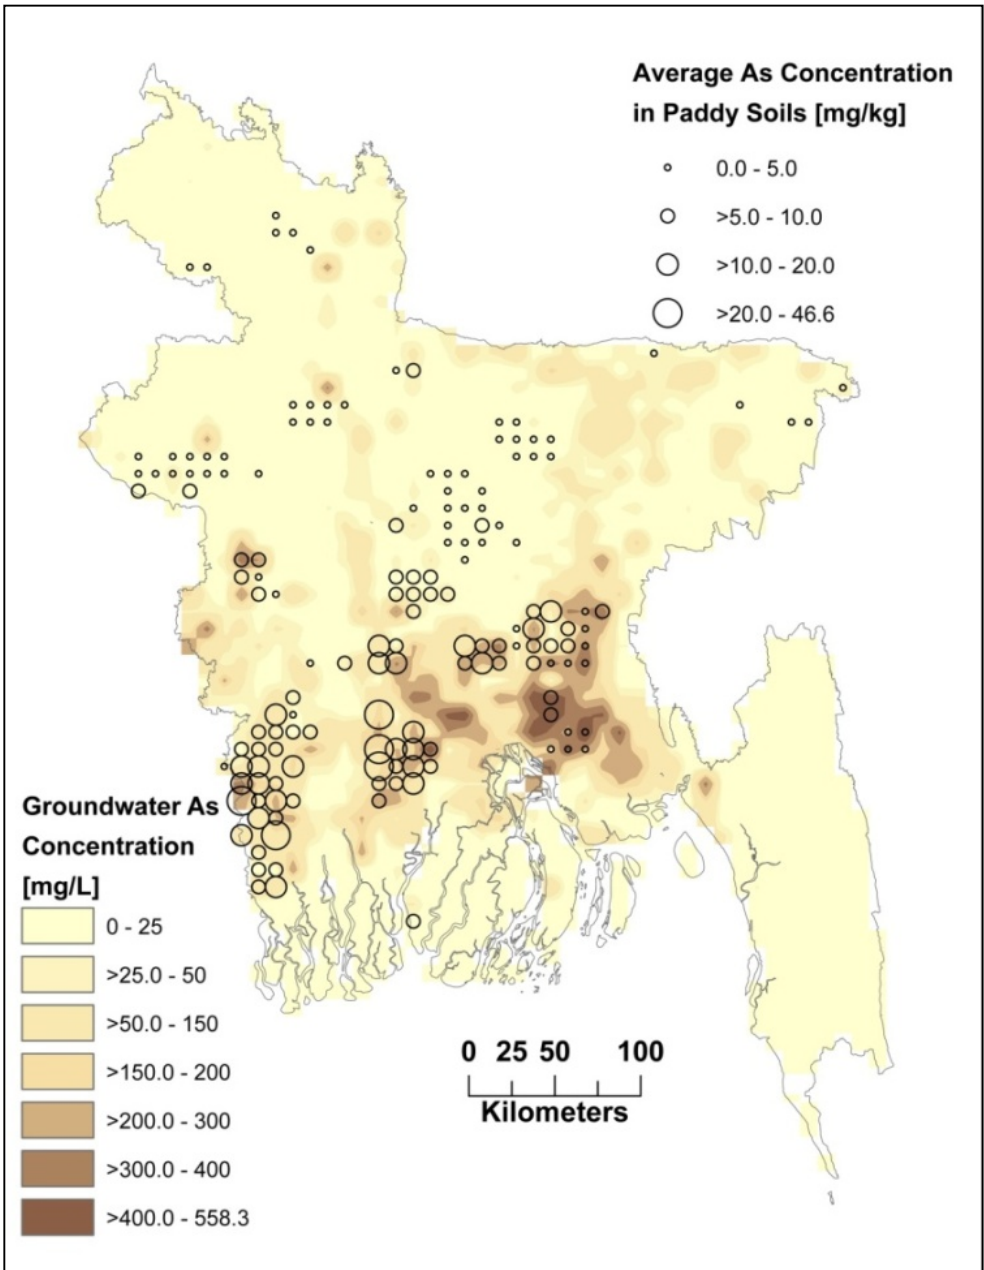 Average As Concentration
in Paddy Soils [mg/kg]
0.0 - 5.0
>5.0 - 10.0
>10.0 - 20.0
>20.0 - 46.6
Groundwater As
Concentration
[mg/L]
0 - 25
>25.0 - 50
>50.0 - 150
>150.0 - 200
>200.0 - 300
>300.0 - 400
>400.0 - 558.3
0 25 50 100
Kilometers